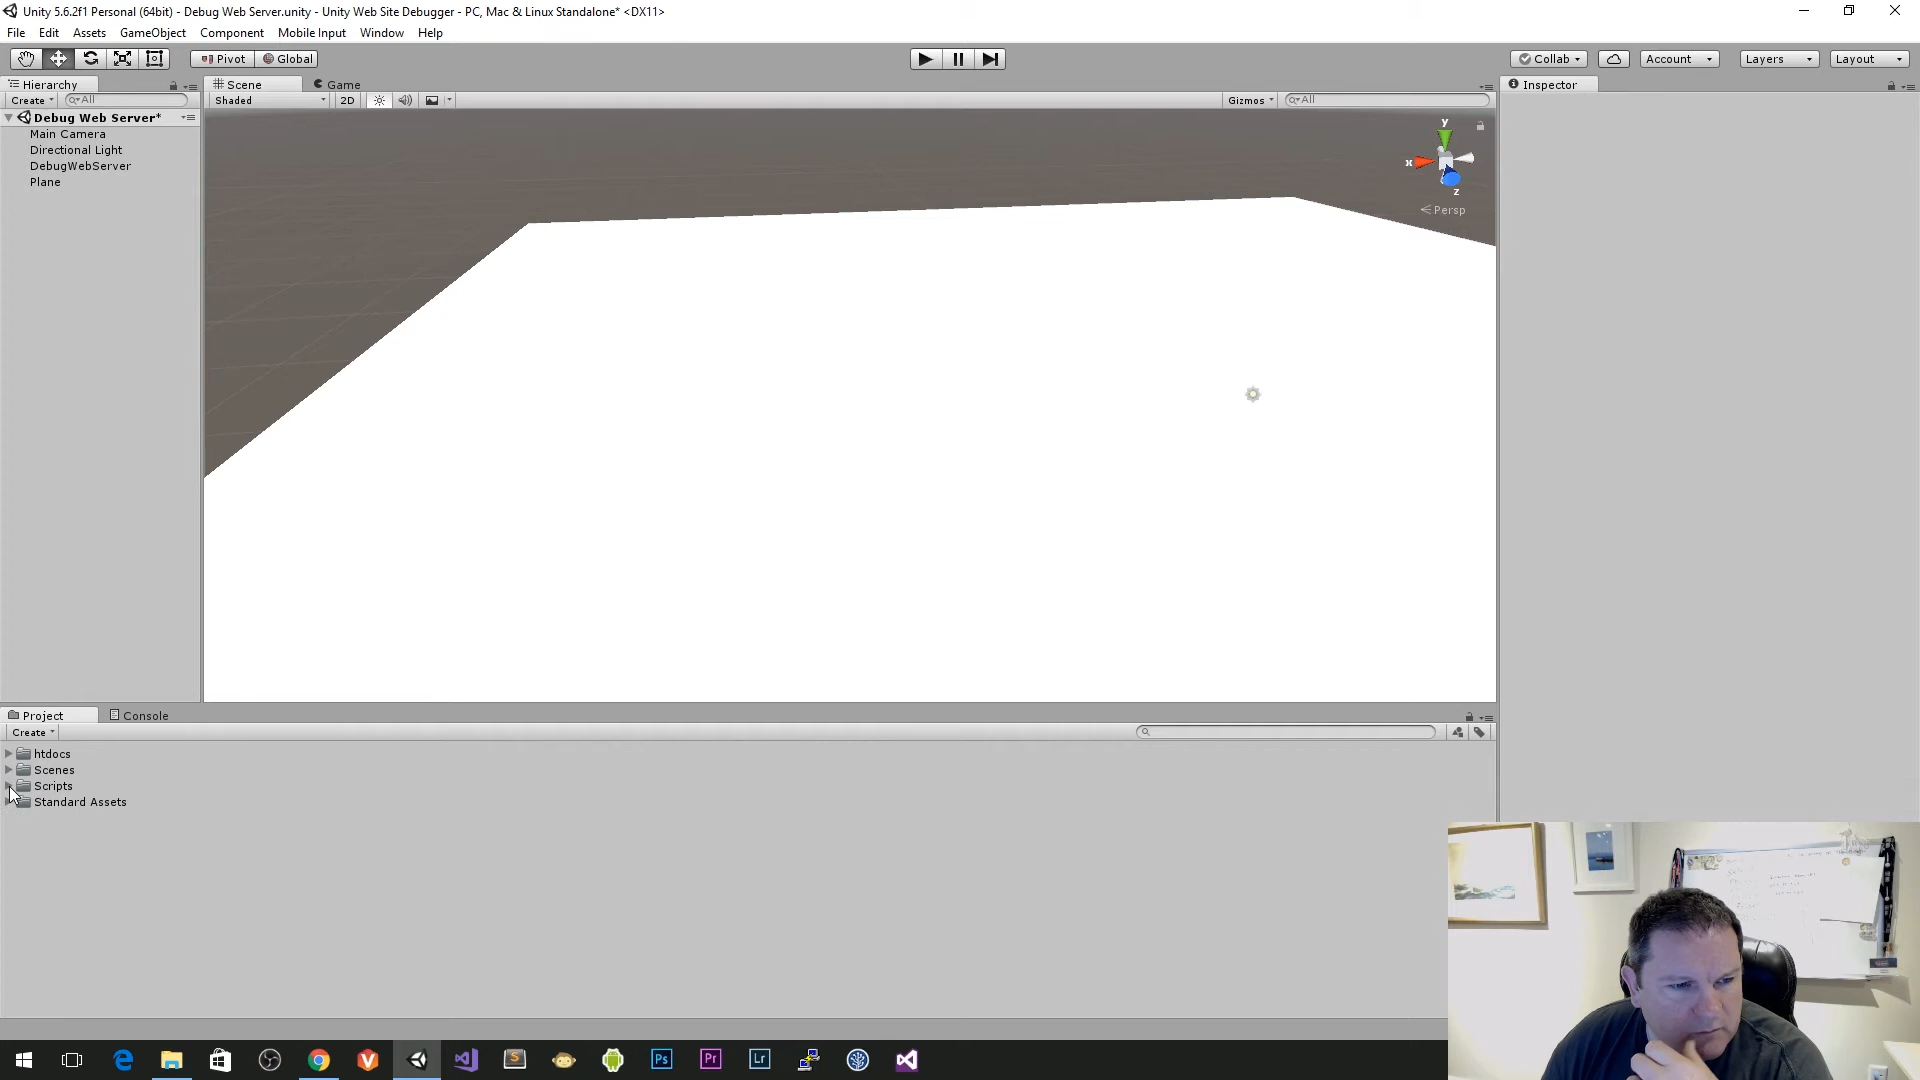 Unity 5.6.2f1 Personal (64bit) - Debug Web Server.unity - Unity Web Site Debugger - PC, Mac & Linux Standalone* <DX11>
File Edit Assets GameObject Component Mobile Input Window Help
Pivot Global Collab Account Layers Layout
Hierarchy Scene Game Inspector
Create All Shaded 2D Gizmos All
Debug Web Server*
Main Camera
Directional Light
DebugWebServer
Plane
y
x
z
Persp
Project Console
Create
htdocs
Scenes
Scripts
Standard Assets
Ps Pr Lr